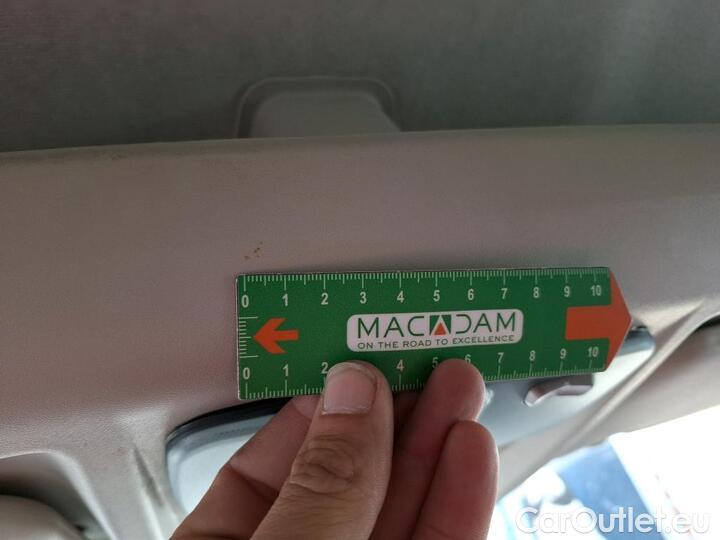 0 1 2 3 4 5 6 7 8 9 10
MACADAM
ON THE ROAD TO EXCELLENCE
0 1 2 4 5 6 7 8 9 10
CarOutlet.eu